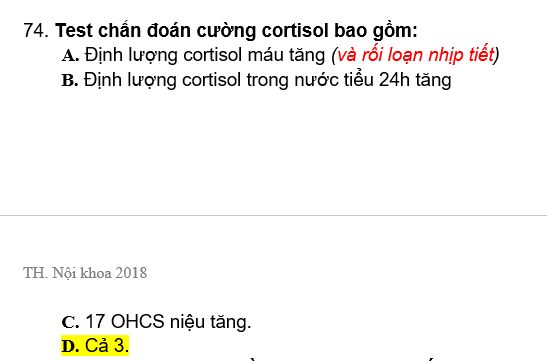 74. Test chẩn đoán cường cortisol bao gồm:
A. Định lượng cortisol máu tăng (và rối loạn nhịp tiết)
B. Định lượng cortisol trong nước tiểu 24h tăng
TH. Nội khoa 2018
C. 17 OHCS niệu tăng.
D. Cả 3.